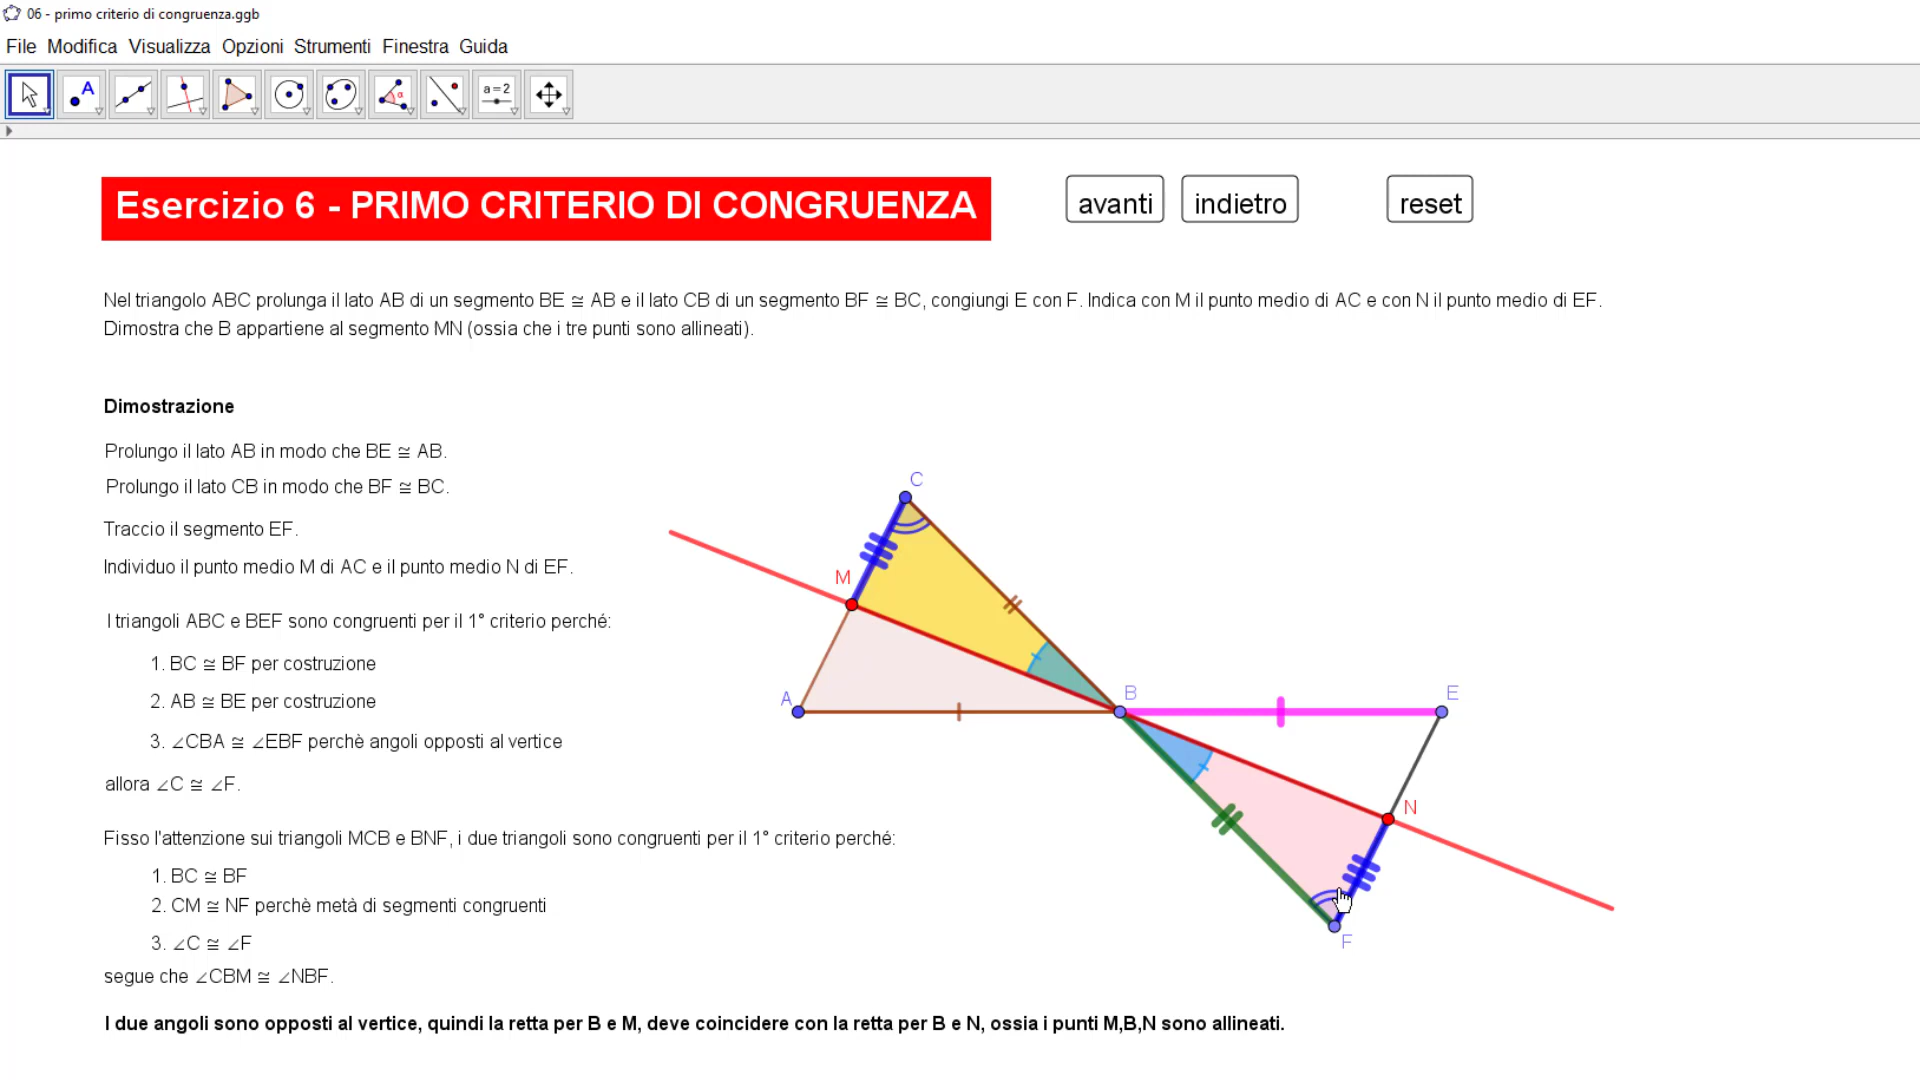 06 - primo criterio di congruenza.ggb
File Modifica Visualizza Opzioni Strumenti Finestra Guida
A
α
a=2
Esercizio 6 - PRIMO CRITERIO DI CONGRUENZA
avanti
indietro
reset
Nel triangolo ABC prolunga il lato AB di un segmento BE ≅ AB e il lato CB di un segmento BF ≅ BC, congiungi E con F. Indica con M il punto medio di AC e con N il punto medio di EF.
Dimostra che B appartiene al segmento MN (ossia che i tre punti sono allineati).
Dimostrazione
Prolungo il lato AB in modo che BE ≅ AB.
Prolungo il lato CB in modo che BF ≅ BC.
Traccio il segmento EF.
Individuo il punto medio M di AC e il punto medio N di EF.
I triangoli ABC e BEF sono congruenti per il 1° criterio perché:
1. BC ≅ BF per costruzione
2. AB ≅ BE per costruzione
3. ∠CBA ≅ ∠EBF perchè angoli opposti al vertice
allora ∠C ≅ ∠F.
Fisso l'attenzione sui triangoli MCB e BNF, i due triangoli sono congruenti per il 1° criterio perché:
1. BC ≅ BF
2. CM ≅ NF perchè metà di segmenti congruenti
3. ∠C ≅ ∠F
segue che ∠CBM ≅ ∠NBF.
I due angoli sono opposti al vertice, quindi la retta per B e M, deve coincidere con la retta per B e N, ossia i punti M,B,N sono allineati.
C
M
A
B
E
N
F